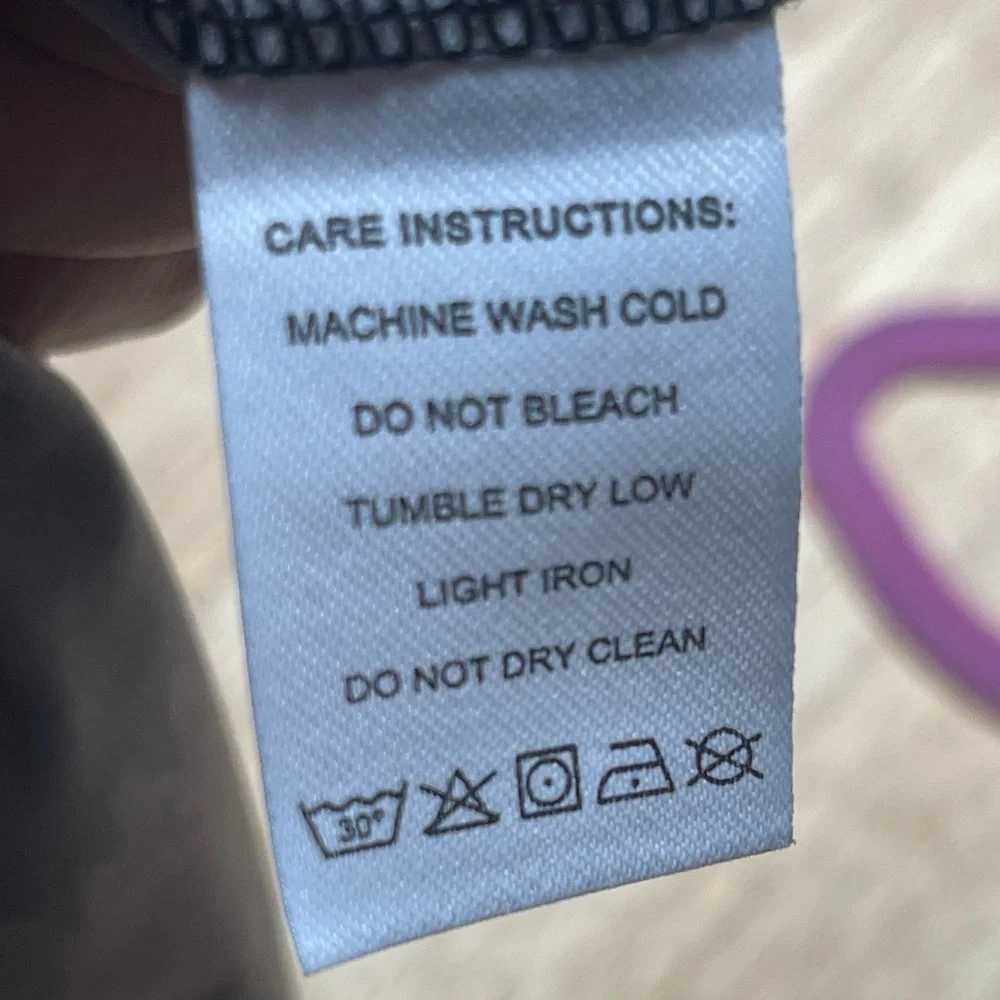 CARE INSTRUCTIONS:
MACHINE WASH COLD
DO NOT BLEACH
TUMBLE DRY LOW
LIGHT IRON
DO NOT DRY CLEAN
30°